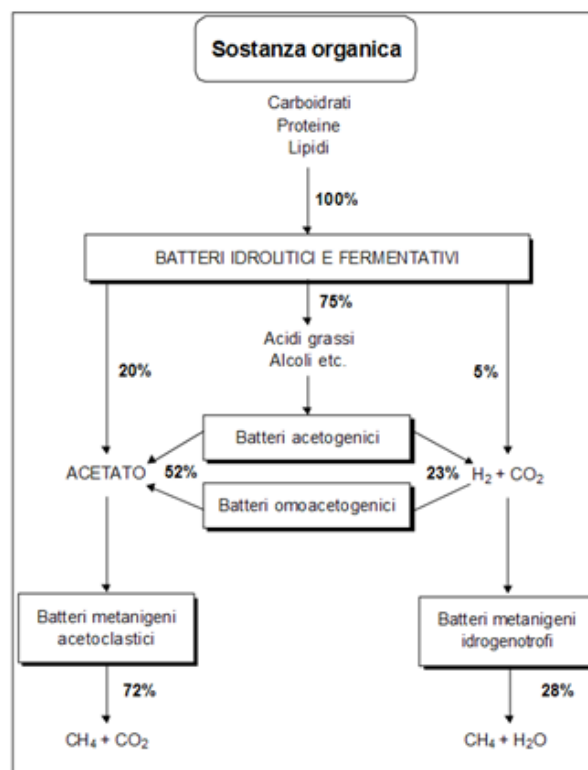 Sostanza organica
Carboidrati
Proteine
Lipidi
100%
BATTERI IDROLITICI E FERMENTATIVI
75%
Acidi grassi
Alcoli etc.
20%
5%
Batteri acetogenici
ACETATO
52%
23%
H₂ + CO₂
Batteri omoacetogenici
Batteri metanigeni
acetoclastici
Batteri metanigeni
idrogenotrofi
72%
28%
CH₄ + CO₂
CH₄ + H₂O